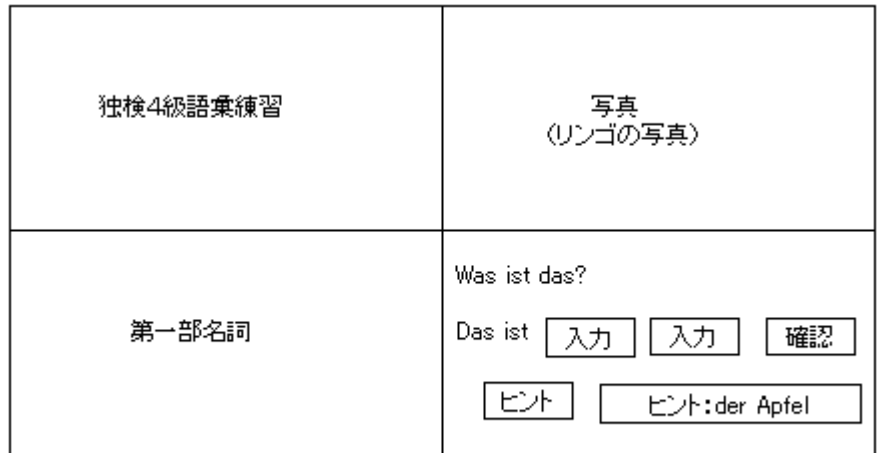 独検4級語彙練習
写真
(リンゴの写真)
第一部名詞
Was ist das?
Das ist 入力 入力 確認
ヒント ヒント:der Apfel